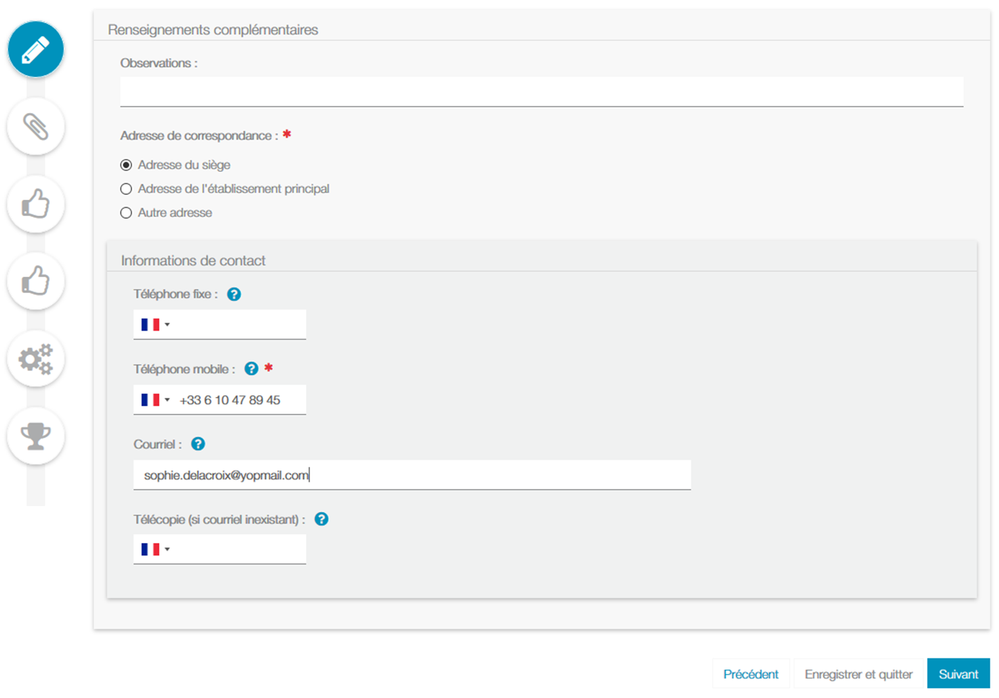 Renseignements complémentaires
Observations :
Adresse de correspondance : *
Adresse du siège
Adresse de l'établissement principal
Autre adresse
Informations de contact
Téléphone fixe : ?
Téléphone mobile : ? *
+33 6 10 47 89 45
Courriel : ?
sophie.delacroix@yopmail.com
Télécopie (si courriel inexistant) : ?
Précédent Enregistrer et quitter Suivant